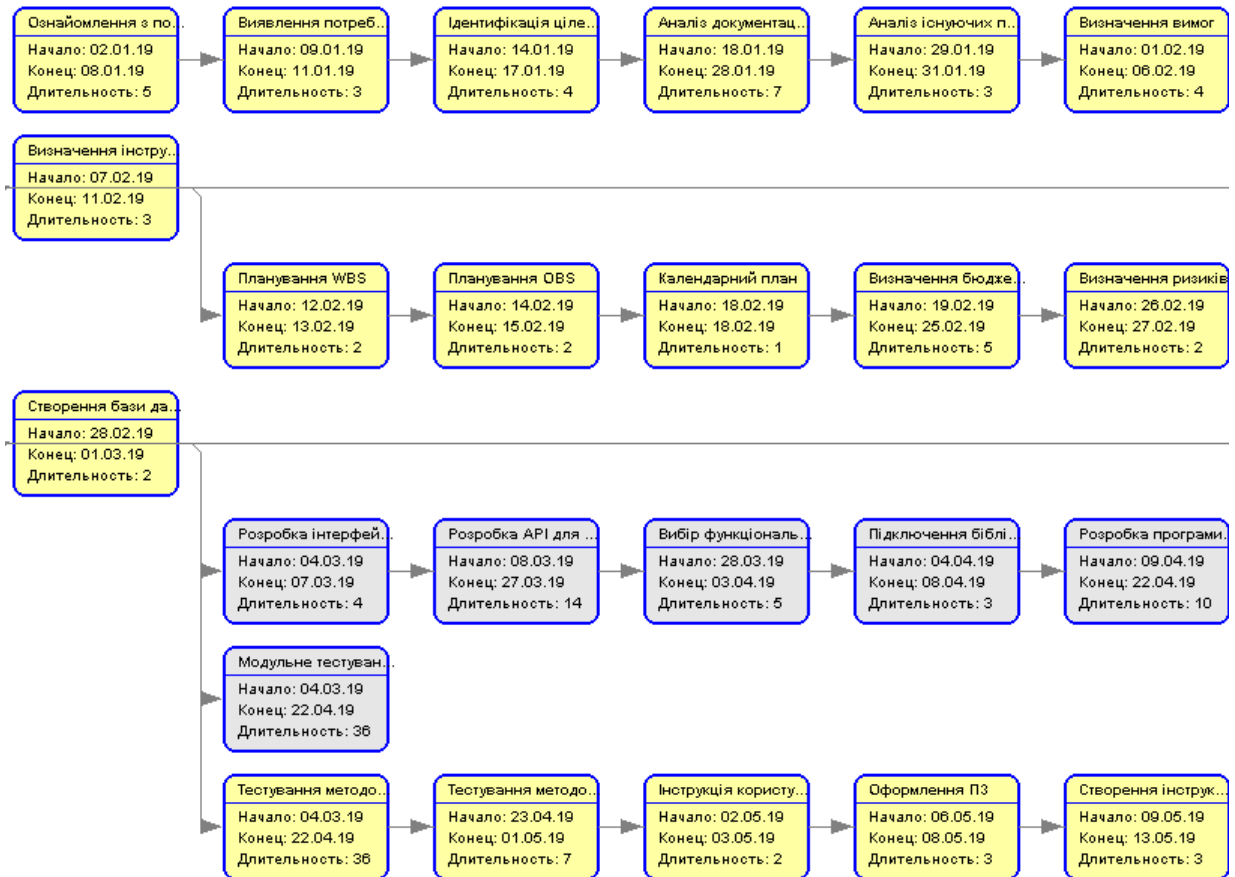 Ознайомлення з по...
Начало: 02.01.19
Конец: 08.01.19
Длительность: 5
Виявлення потреб...
Начало: 09.01.19
Конец: 11.01.19
Длительность: 3
Ідентифікація ціле...
Начало: 14.01.19
Конец: 17.01.19
Длительность: 4
Аналіз документац...
Начало: 18.01.19
Конец: 28.01.19
Длительность: 7
Аналіз існуючих п...
Начало: 29.01.19
Конец: 31.01.19
Длительность: 3
Визначення вимог
Начало: 01.02.19
Конец: 06.02.19
Длительность: 4
Визначення інстру...
Начало: 07.02.19
Конец: 11.02.19
Длительность: 3
Планування WBS
Начало: 12.02.19
Конец: 13.02.19
Длительность: 2
Планування OBS
Начало: 14.02.19
Конец: 15.02.19
Длительность: 2
Календарний план
Начало: 18.02.19
Конец: 18.02.19
Длительность: 1
Визначення бюдже...
Начало: 19.02.19
Конец: 25.02.19
Длительность: 5
Визначення ризиків
Начало: 26.02.19
Конец: 27.02.19
Длительность: 2
Створення бази да...
Начало: 28.02.19
Конец: 01.03.19
Длительность: 2
Розробка інтерфей...
Начало: 04.03.19
Конец: 07.03.19
Длительность: 4
Розробка API для ...
Начало: 08.03.19
Конец: 27.03.19
Длительность: 14
Вибір функціональ...
Начало: 28.03.19
Конец: 03.04.19
Длительность: 5
Підключення біблі...
Начало: 04.04.19
Конец: 08.04.19
Длительность: 3
Розробка програми...
Начало: 09.04.19
Конец: 22.04.19
Длительность: 10
Модульне тестуван...
Начало: 04.03.19
Конец: 22.04.19
Длительность: 36
Тестування методо...
Начало: 04.03.19
Конец: 22.04.19
Длительность: 36
Тестування методо...
Начало: 23.04.19
Конец: 01.05.19
Длительность: 7
Інструкція користу...
Начало: 02.05.19
Конец: 03.05.19
Длительность: 2
Оформлення ПЗ
Начало: 06.05.19
Конец: 08.05.19
Длительность: 3
Створення інструк...
Начало: 09.05.19
Конец: 13.05.19
Длительность: 3